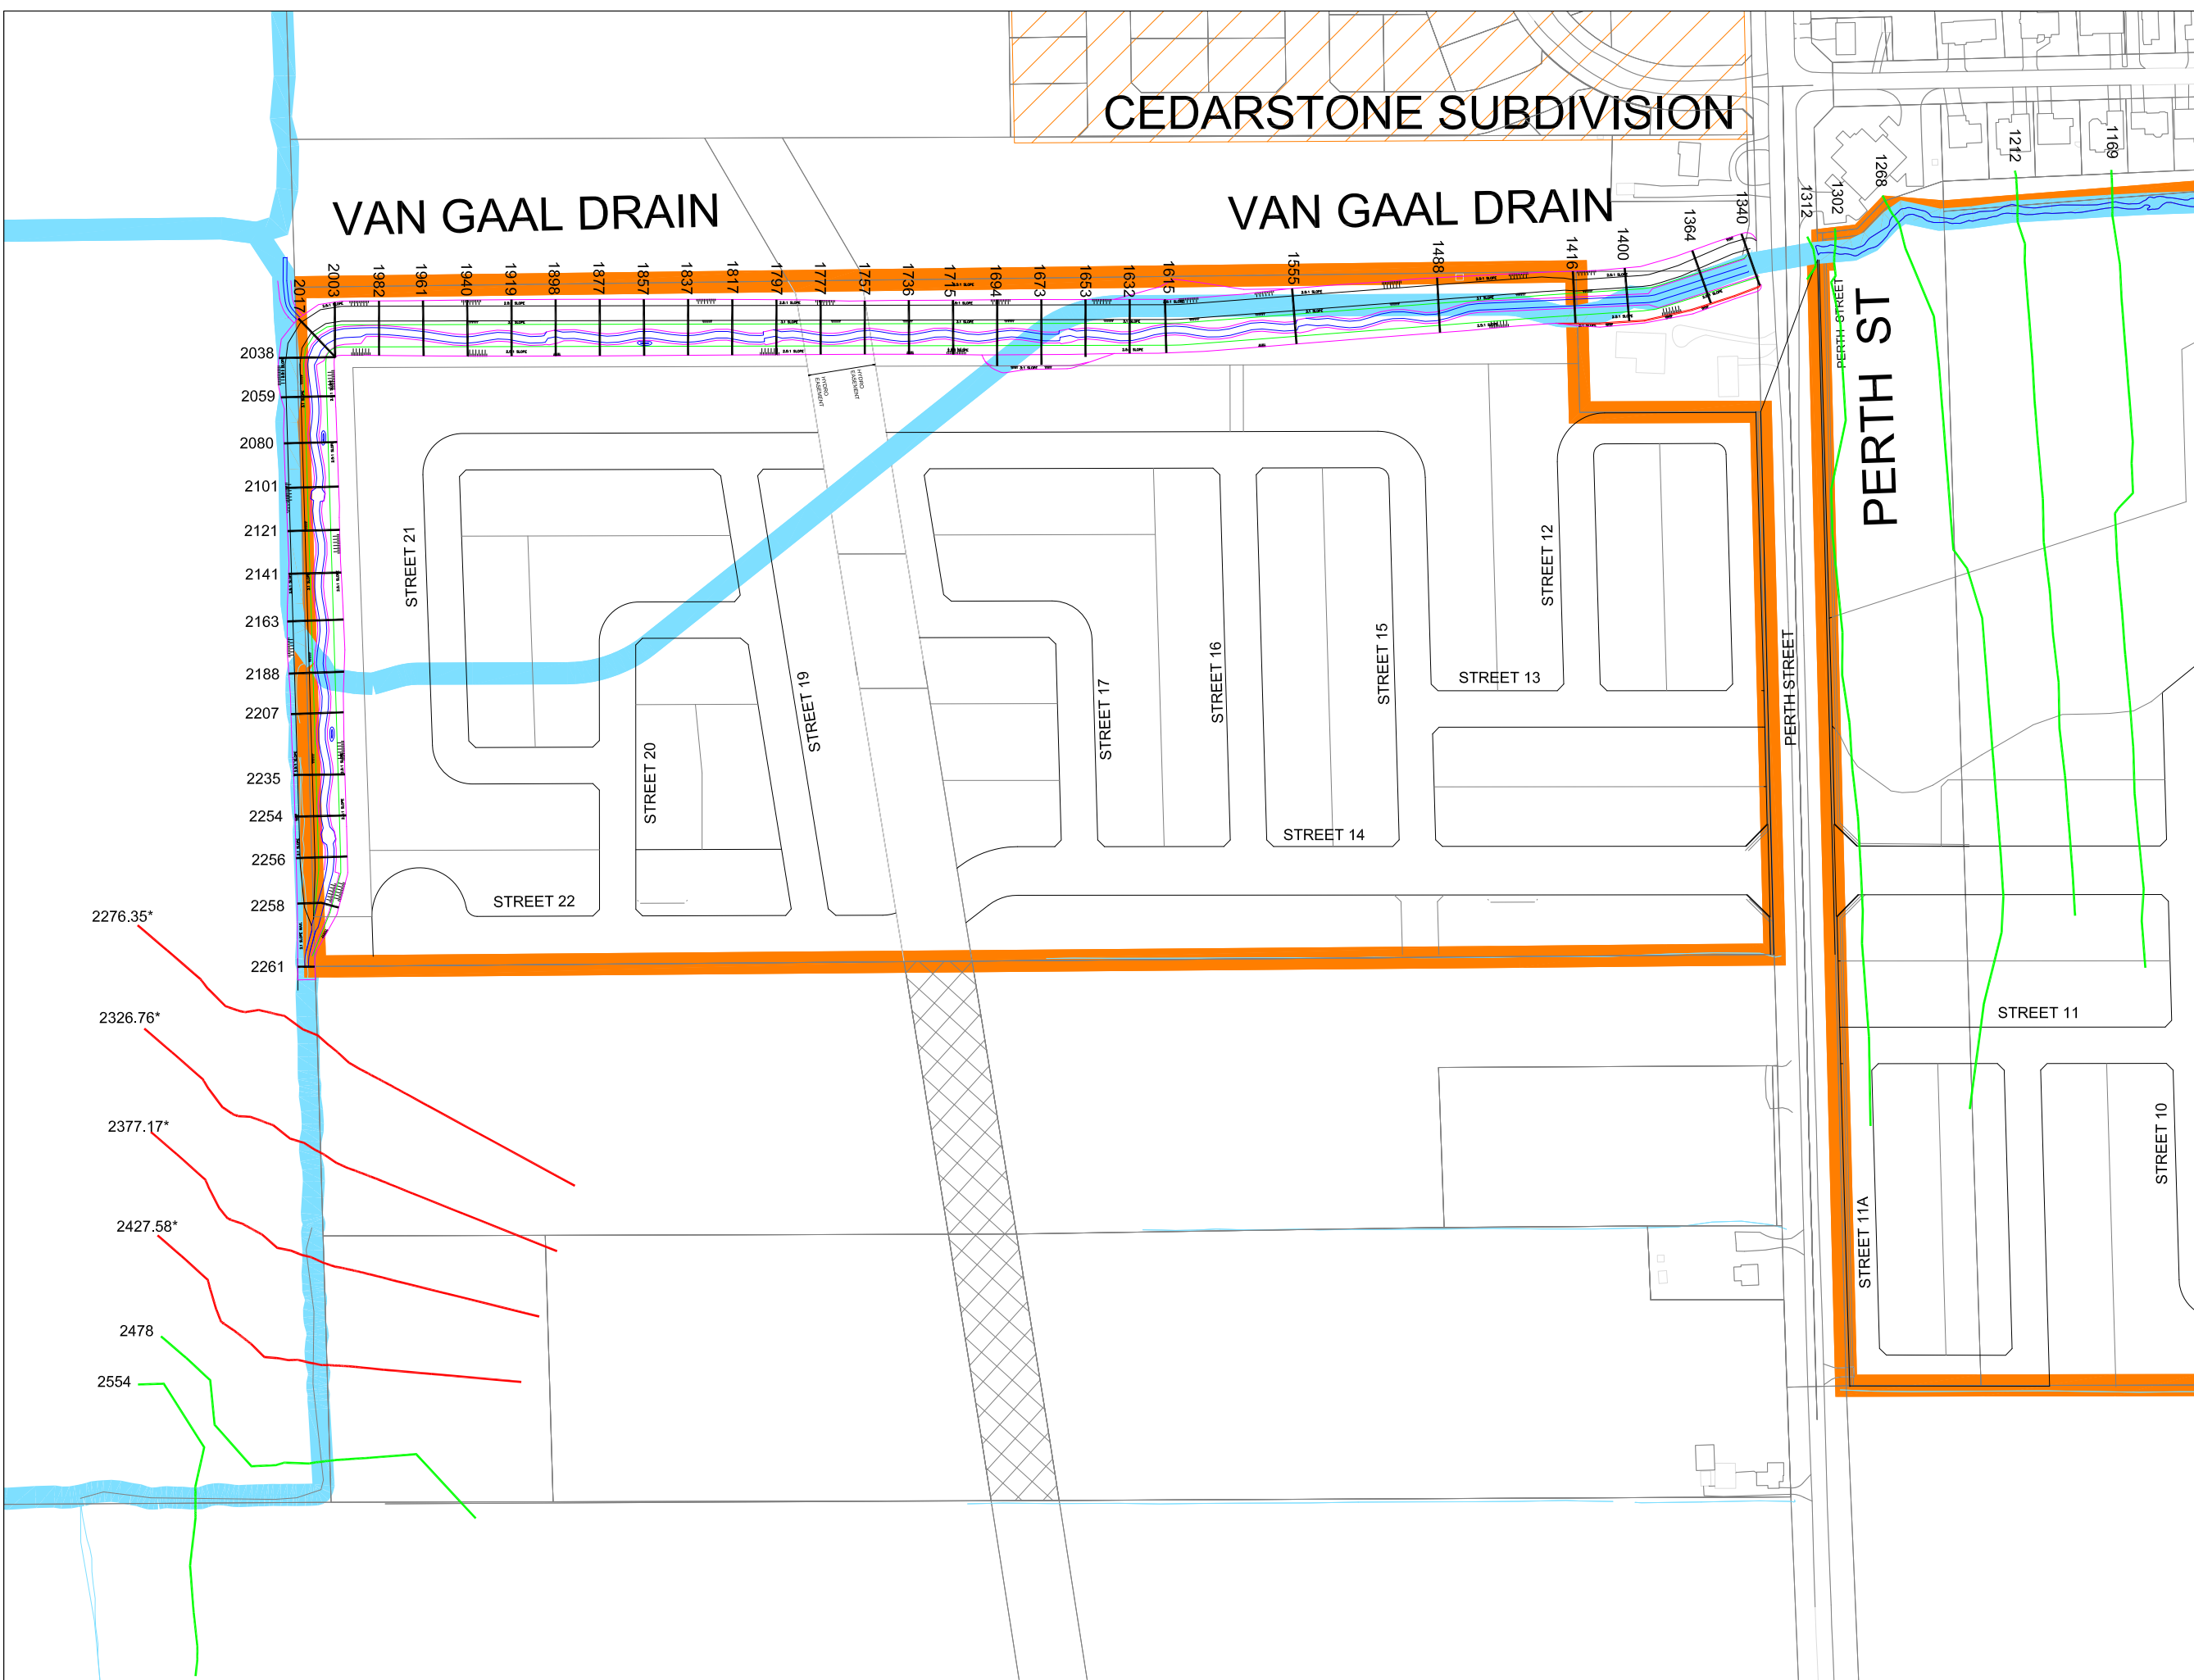 CEDARSTONE SUBDIVISION
VAN GAAL DRAIN
VAN GAAL DRAIN
1169
1212
1268
1302
1312
1340
1364
1400
1416
1488
1555
1615
1632
1653
1673
1694
1715
1736
1757
1777
1797
1817
1837
1857
1877
1898
1919
1940
1961
1982
2003
2017
2038
2059
2080
2101
2121
2141
2163
2188
2207
2235
2254
2256
2258
2261
2276.35*
2326.76*
2377.17*
2427.58*
2478
2554
HYDRO
EASEMENT
HYDRO
EASEMENT
PERTH STREET
PERTH ST
PERTH STREET
STREET 21
STREET 20
STREET 19
STREET 22
STREET 17
STREET 16
STREET 15
STREET 14
STREET 13
STREET 12
STREET 11
STREET 11A
STREET 10